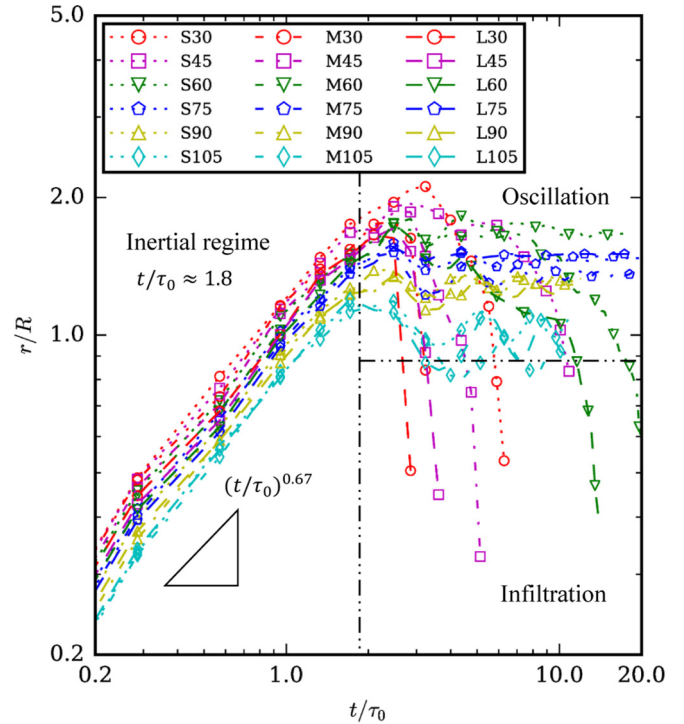 5.0
S30 M30 L30
S45 M45 L45
S60 M60 L60
S75 M75 L75
S90 M90 L90
S105 M105 L105
2.0
Oscillation
Inertial regime
t/τ₀ ≈ 1.8
1.0
r/R
(t/τ₀)^0.67
Infiltration
0.2
0.2 1.0 10.0 20.0
t/τ₀